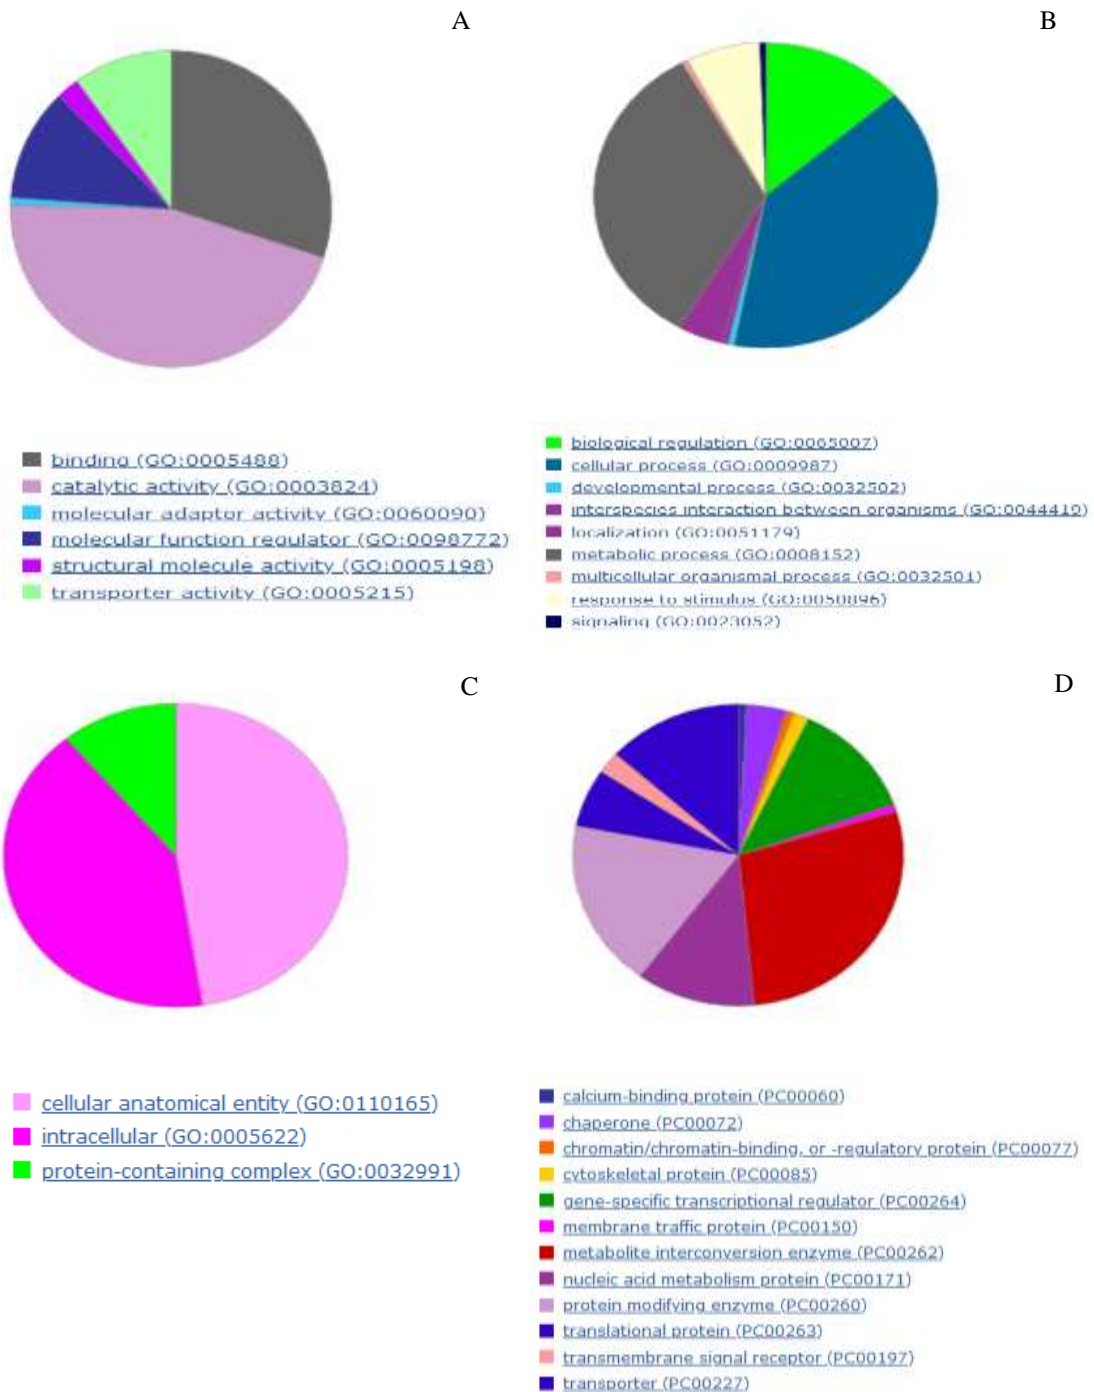 A
B
binding (GO:0005488)
catalytic activity (GO:0003824)
molecular adaptor activity (GO:0060090)
molecular function regulator (GO:0098772)
structural molecule activity (GO:0005198)
transporter activity (GO:0005215)
biological regulation (GO:0065007)
cellular process (GO:0009987)
developmental process (GO:0032502)
interspecies interaction between organisms (GO:0044419)
localization (GO:0051179)
metabolic process (GO:0008152)
multicellular organismal process (GO:0032501)
response to stimulus (GO:0050896)
signaling (GO:0023052)
C
D
cellular anatomical entity (GO:0110165)
intracellular (GO:0005622)
protein-containing complex (GO:0032991)
calcium-binding protein (PC00060)
chaperone (PC00072)
chromatin/chromatin-binding, or -regulatory protein (PC00077)
cytoskeletal protein (PC00085)
gene-specific transcriptional regulator (PC00264)
membrane traffic protein (PC00150)
metabolite interconversion enzyme (PC00262)
nucleic acid metabolism protein (PC00171)
protein modifying enzyme (PC00260)
translational protein (PC00263)
transmembrane signal receptor (PC00197)
transporter (PC00227)